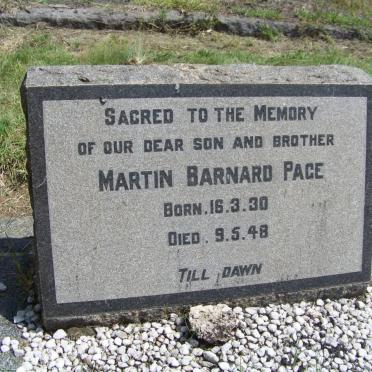 SACRED TO THE MEMORY
OF OUR DEAR SON AND BROTHER
MARTIN BARNARD PAGE
BORN. 16.3.30
DIED. 9.5.48
TILL DAWN